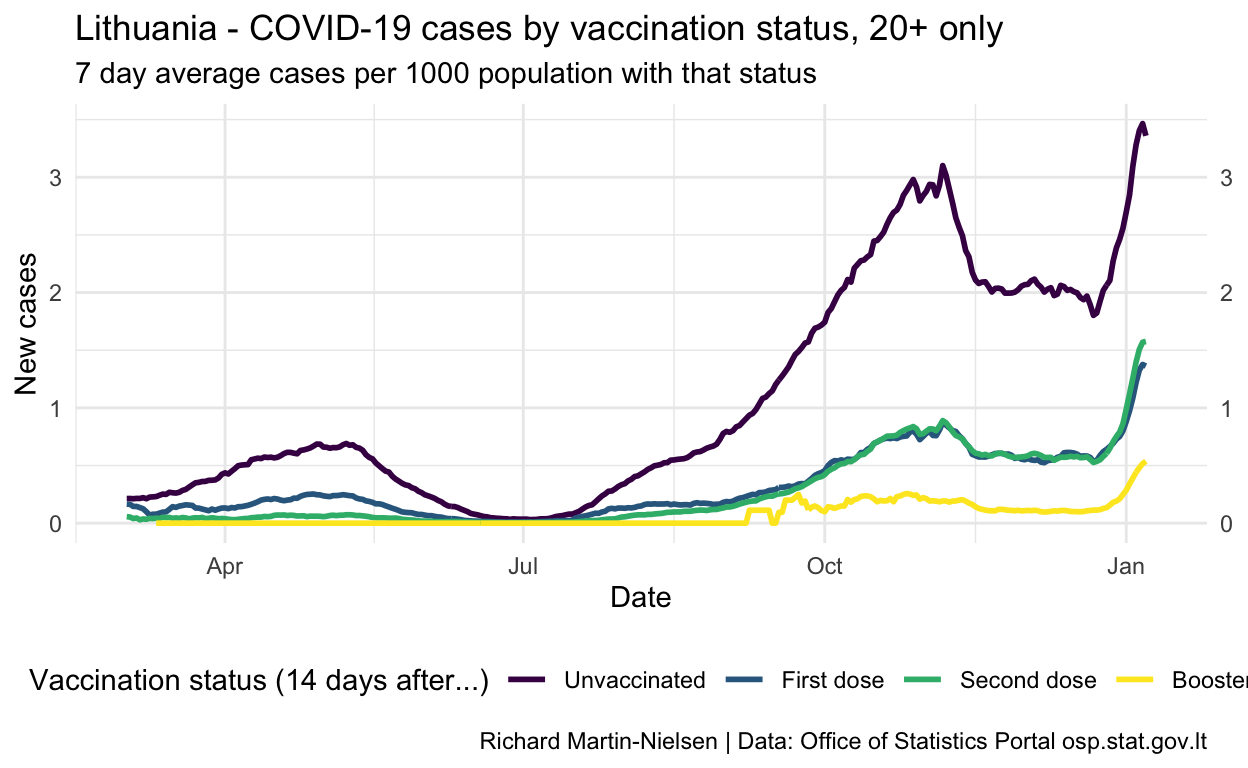 Lithuania - COVID-19 cases by vaccination status, 20+ only
7 day average cases per 1000 population with that status
New cases
3
2
1
0
3
2
1
0
Apr Jul Oct Jan
Date
Vaccination status (14 days after...) Unvaccinated First dose Second dose Booster
Richard Martin-Nielsen | Data: Office of Statistics Portal osp.stat.gov.lt